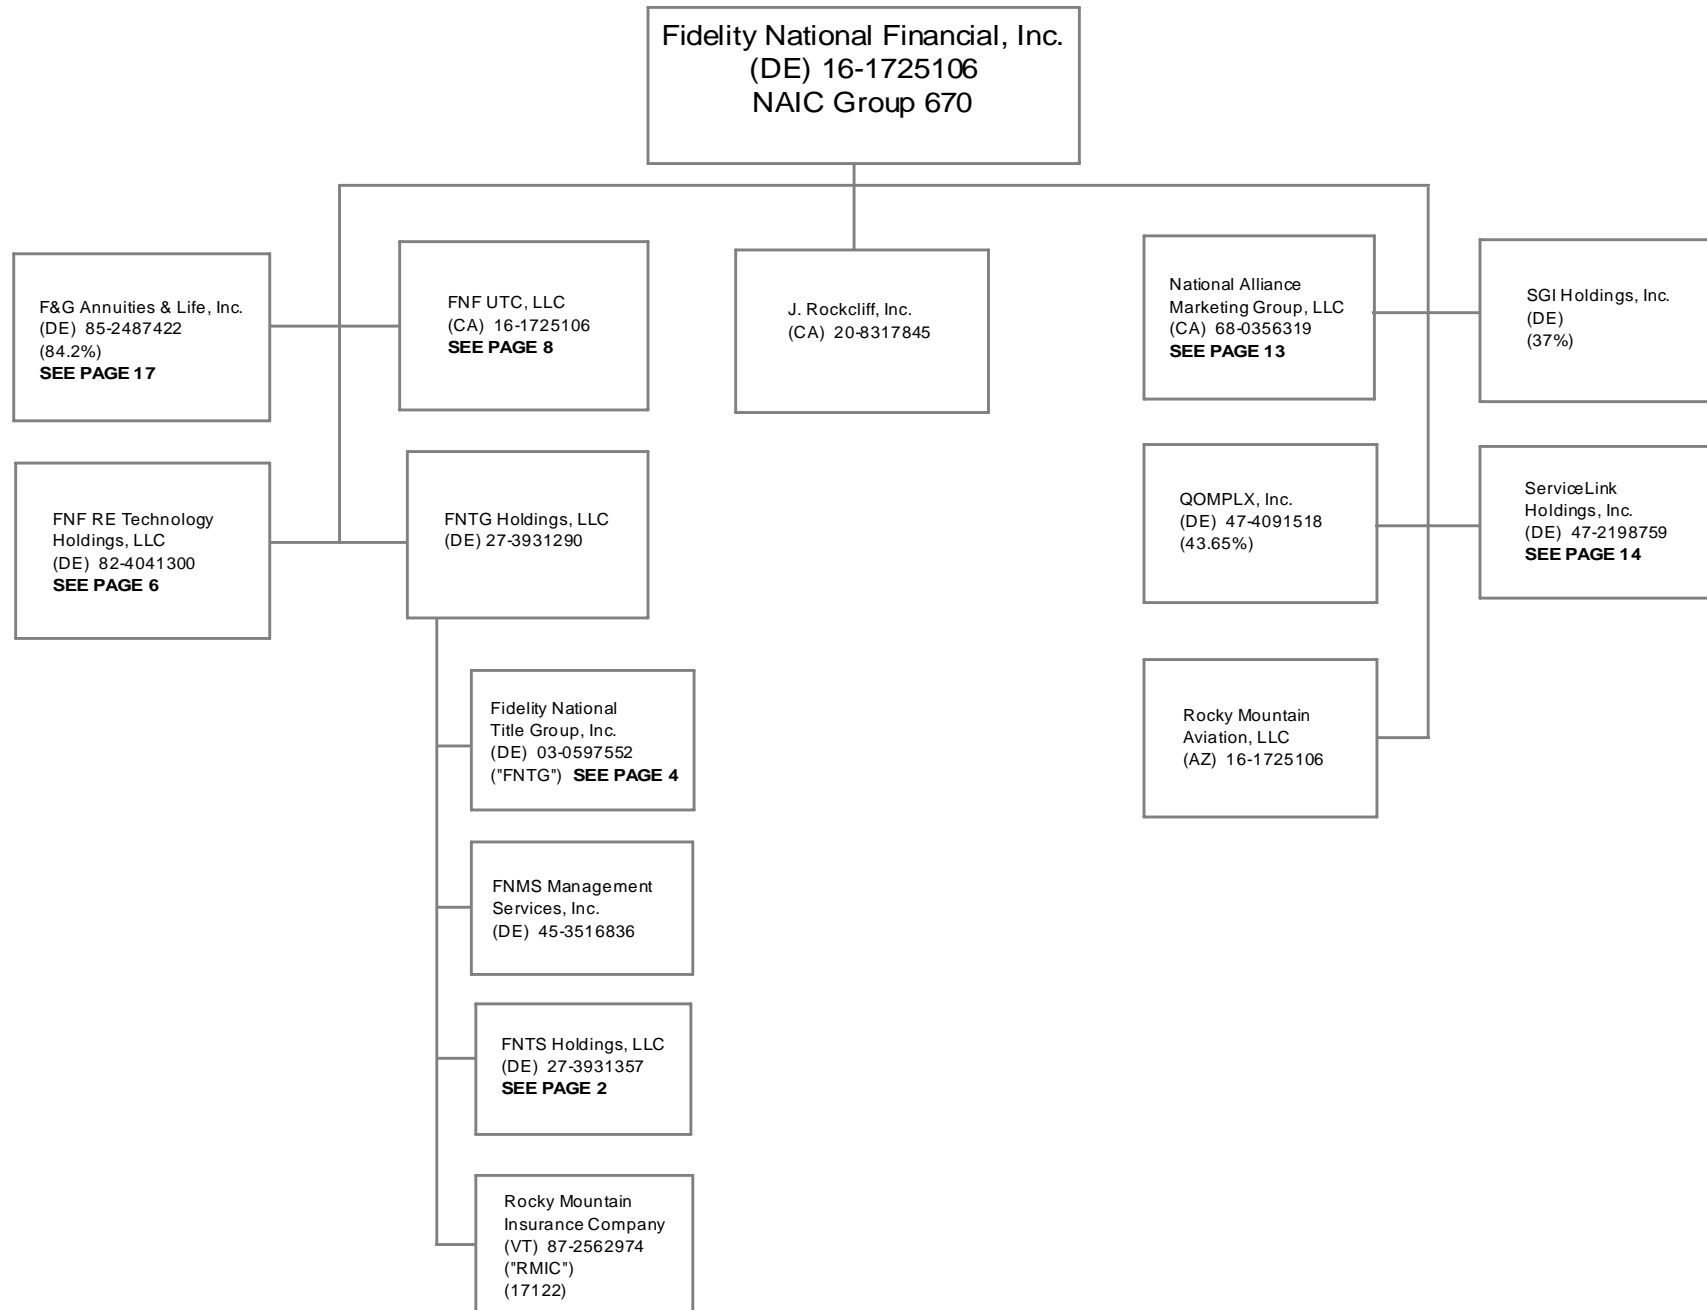 Fidelity National Financial, Inc.
(DE) 16-1725106
NAIC Group 670
F&G Annuities & Life, Inc.
(DE) 85-2487422
(84.2%)
SEE PAGE 17
FNF UTC, LLC
(CA) 16-1725106
SEE PAGE 8
J. Rockcliff, Inc.
(CA) 20-8317845
National Alliance
Marketing Group, LLC
(CA) 68-0356319
SEE PAGE 13
SGI Holdings, Inc.
(DE)
(37%)
FNF RE Technology
Holdings, LLC
(DE) 82-4041300
SEE PAGE 6
FNTG Holdings, LLC
(DE) 27-3931290
QOMPLX, Inc.
(DE) 47-4091518
(43.65%)
ServiceLink
Holdings, Inc.
(DE) 47-2198759
SEE PAGE 14
Fidelity National
Title Group, Inc.
(DE) 03-0597552
("FNTG") SEE PAGE 4
Rocky Mountain
Aviation, LLC
(AZ) 16-1725106
FNMS Management
Services, Inc.
(DE) 45-3516836
FNTS Holdings, LLC
(DE) 27-3931357
SEE PAGE 2
Rocky Mountain
Insurance Company
(VT) 87-2562974
("RMIC")
(17122)